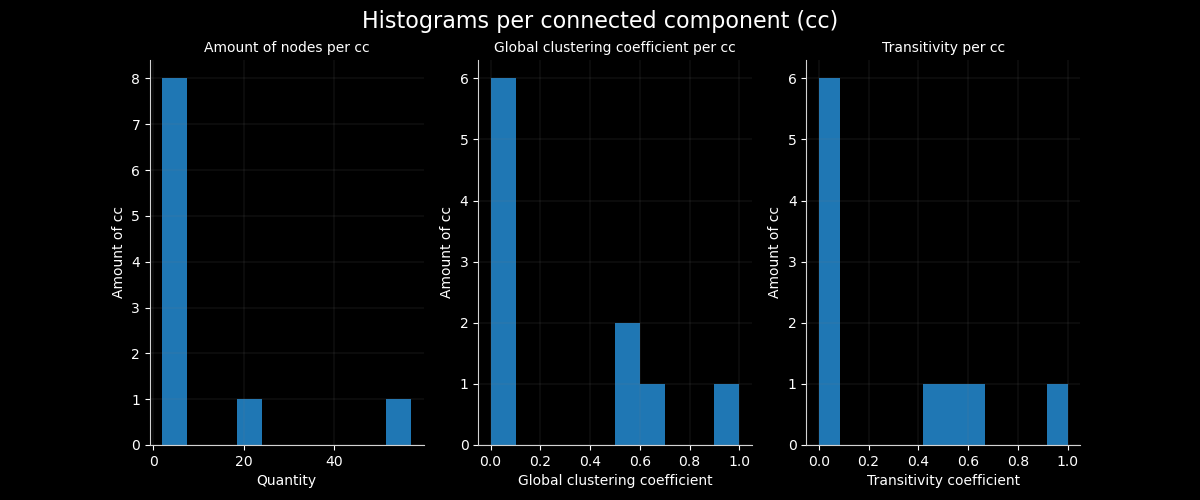 Histograms per connected component (cc)
Amount of nodes per cc
Global clustering coefficient per cc
Transitivity per cc
Amount of cc
8
7
6
5
4
3
2
1
0
0 20 40
Quantity
Amount of cc
6
5
4
3
2
1
0
0.0 0.2 0.4 0.6 0.8 1.0
Global clustering coefficient
Amount of cc
6
5
4
3
2
1
0
0.0 0.2 0.4 0.6 0.8 1.0
Transitivity coefficient